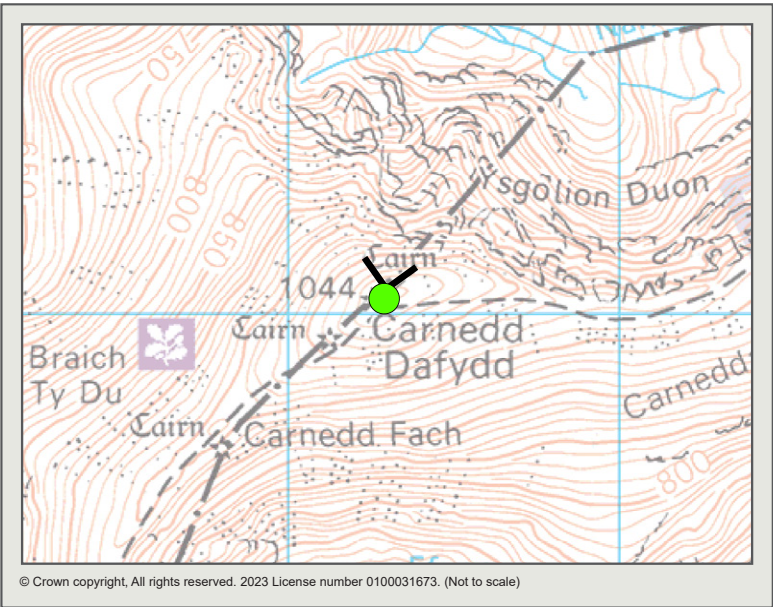 750
Ysgolion Duon
800
850
Cairn
1044
Cairn
Carnedd
Dafydd
Braich
Ty Du
Carnedd
Cairn
Carnedd Fach
800
© Crown copyright, All rights reserved. 2023 License number 0100031673. (Not to scale)